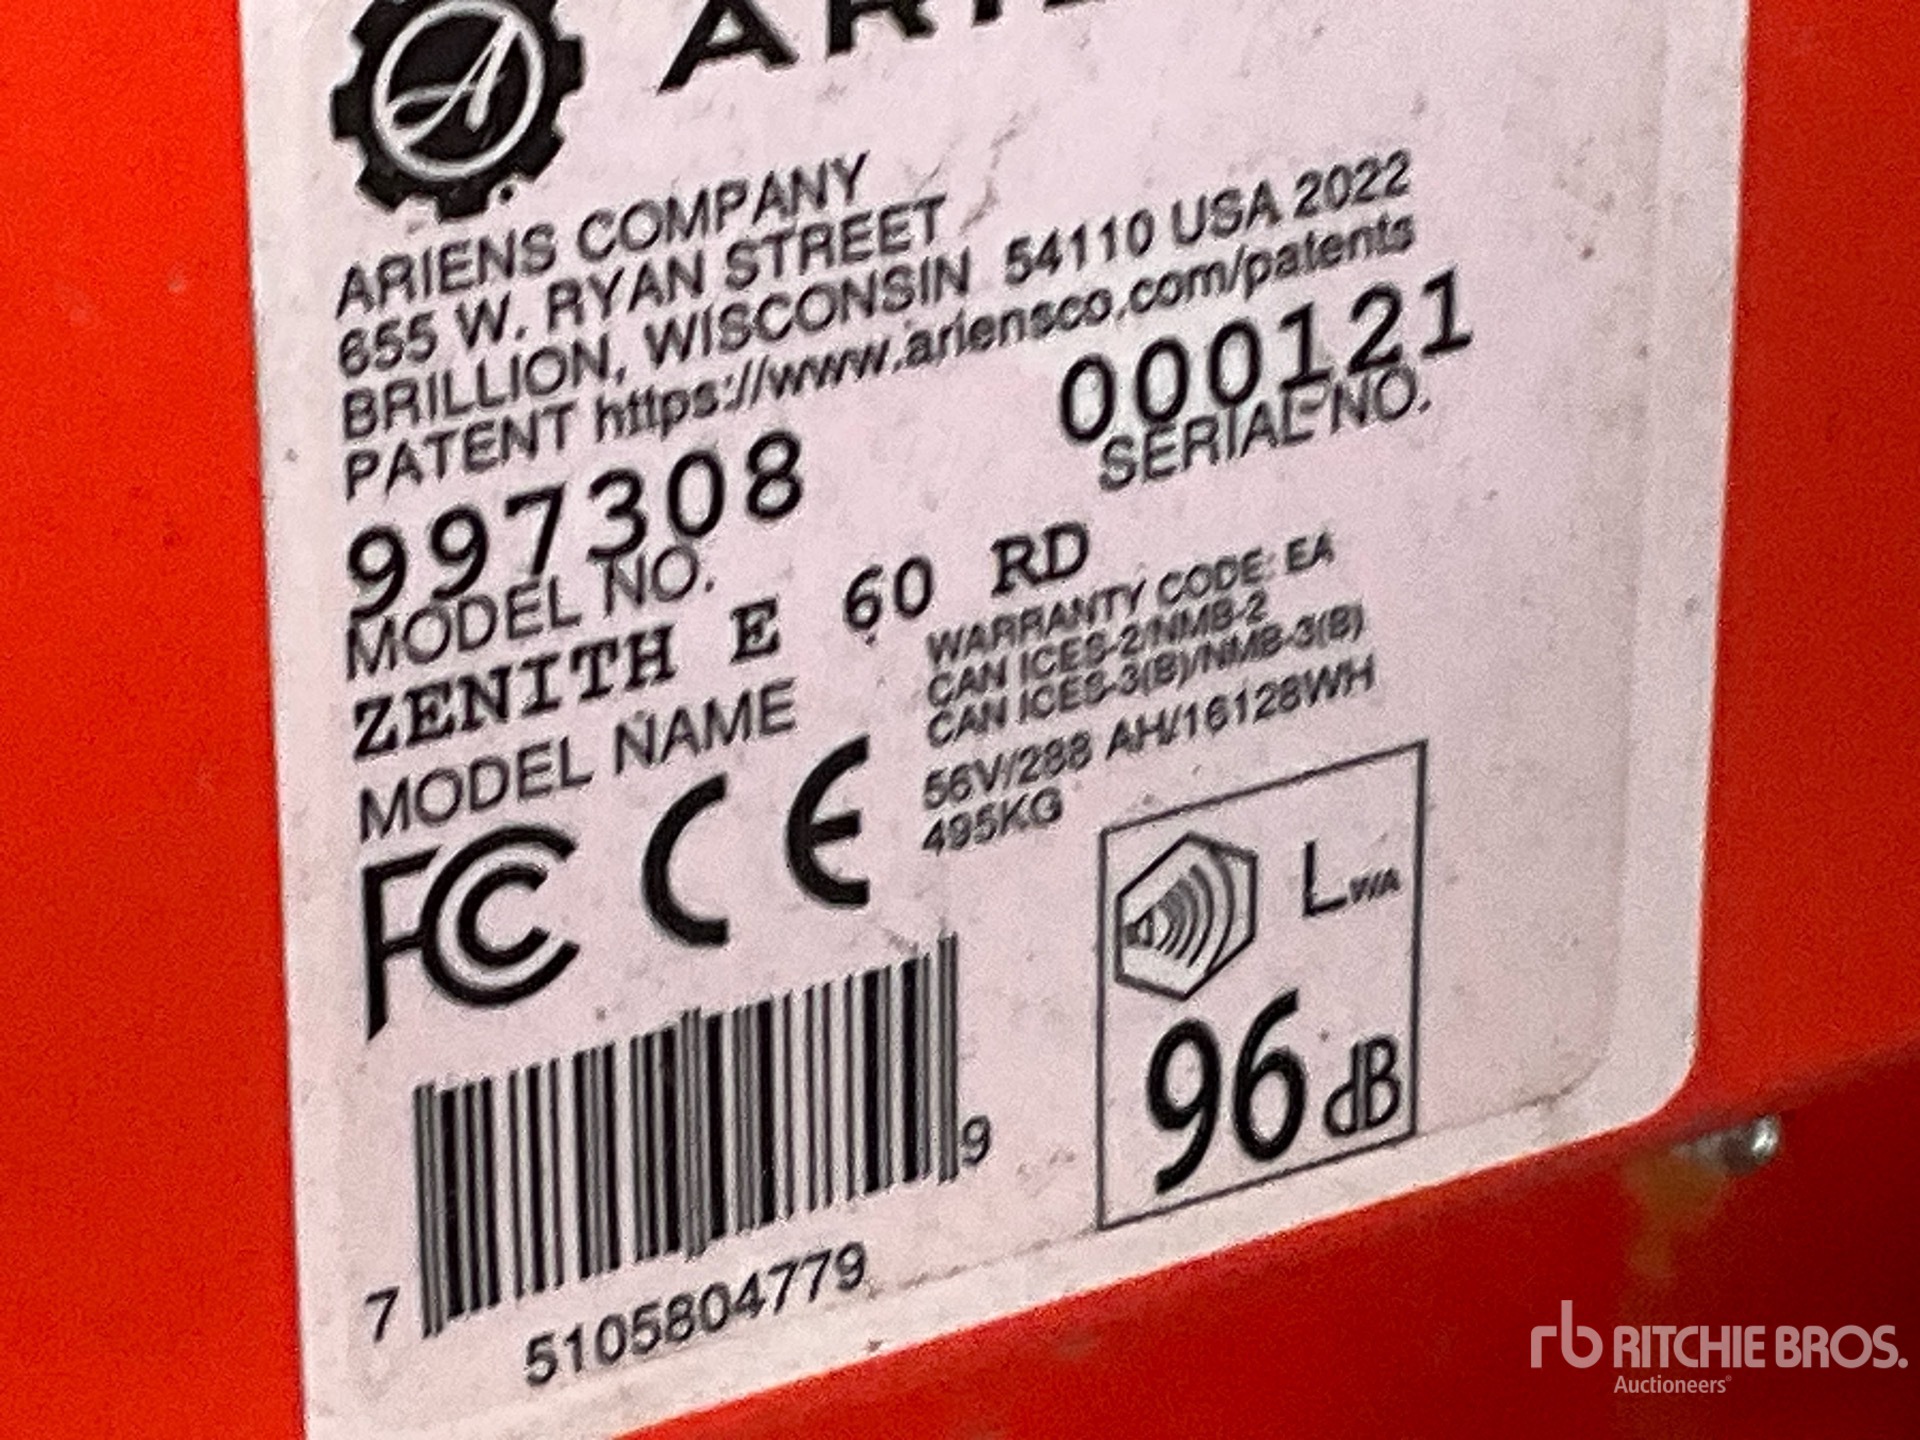 ARIENS COMPANY
655 W. RYAN STREET
BRILLION, WISCONSIN 54110 USA 2022
PATENT https://www.ariensco.com/patents
997308
MODEL NO.
000121
SERIAL NO.
ZENITH E 60 RD
MODEL NAME
WARRANTY CODE: EA
CAN ICES-2/NMB-2
CAN ICES-3(B)/NMB-3(B)
56V/288 AH/16128WH
495KG
FC CE
LWA
96 dB
7 5105804779 9
rb RITCHIE BROS.
Auctioneers®